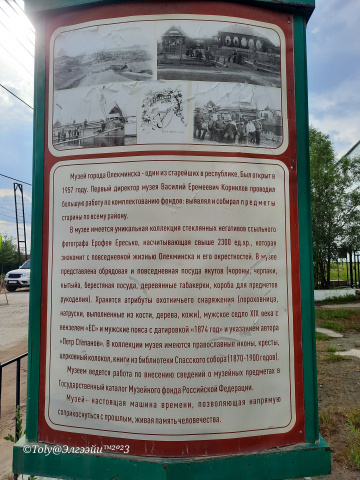 Музей города Олекминска - один из старейших в республике. Был открыт в
1957 году. Первый директор музея Василий Еремеевич Корнилов проводил
большую работу по комплектованию фондов: выявлял и собирал предметы
старины по всему району.
В музее имеется уникальная коллекция стеклянных негативов ссыльного
фотографа Ерофея Ересько, насчитывающая свыше 2300 ед.хр., которая
знакомит с повседневной жизнью Олекминска и его окрестностей. В музее
представлена обрядовая и повседневная посуда якутов (чороны, черпаки,
кытыйа, берестяная посуда, деревянные табакерки, короба для предметов
рукоделия). Хранятся атрибуты охотничьего снаряжения (пороховница,
натруски, выполненные из кости, дерева, кожи), мужское седло XIX века с
вензелем «ЕС» и мужские пояса с датировкой «1874 год» и указанием автора
«Петр Степанов». В коллекции музея имеются православные иконы, кресты,
церковный колокол, книги из библиотеки Спасского собора (1870-1900 годов).
Музеем ведется работа по внесению сведений о музейных предметах в
Государственный каталог Музейного фонда Российской Федерации.
Музей - настоящая машина времени, позволяющая напрямую
соприкоснуться с прошлым, живая память человечества.
©Toly@Элгээйи™2023